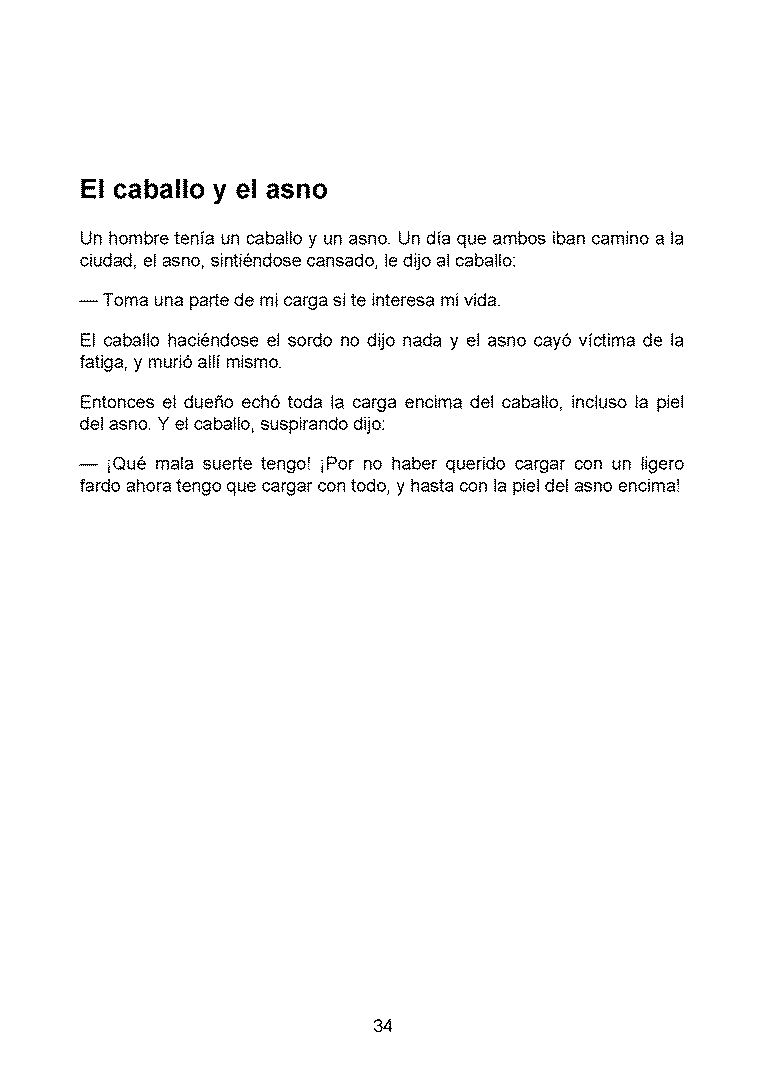 El caballo y el asno
Un hombre tenía un caballo y un asno. Un día que ambos iban camino a la
ciudad, el asno, sintiéndose cansado, le dijo al caballo:
— Toma una parte de mi carga si te interesa mi vida.
El caballo haciéndose el sordo no dijo nada y el asno cayó víctima de la
fatiga, y murió allí mismo.
Entonces el dueño echó toda la carga encima del caballo, incluso la piel
del asno. Y el caballo, suspirando dijo:
— ¡Qué mala suerte tengo! ¡Por no haber querido cargar con un ligero
fardo ahora tengo que cargar con todo, y hasta con la piel del asno encima!
34